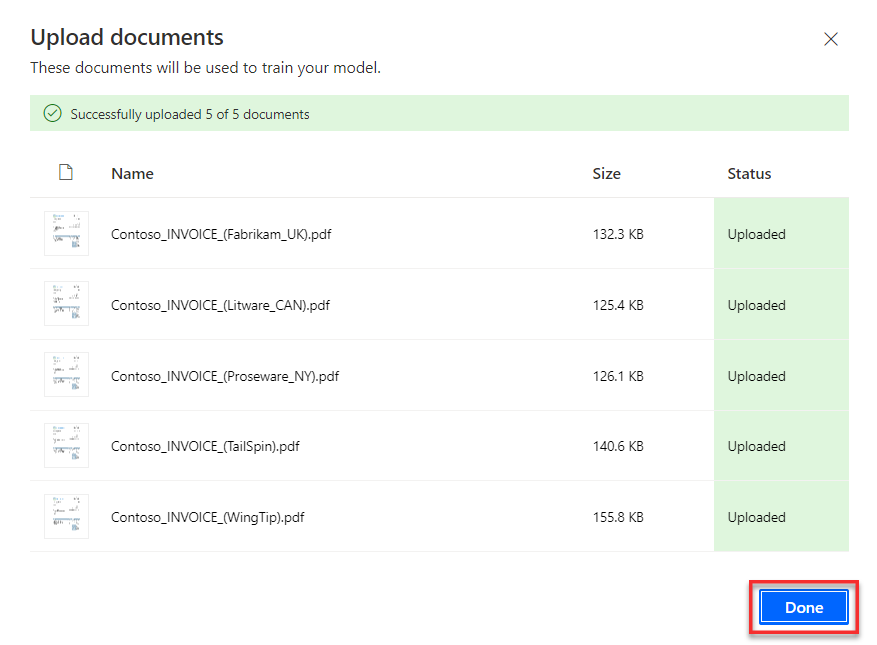 Upload documents
These documents will be used to train your model.
Successfully uploaded 5 of 5 documents
Name Size Status
Contoso_INVOICE_(Fabrikam_UK).pdf 132.3 KB Uploaded
Contoso_INVOICE_(Litware_CAN).pdf 125.4 KB Uploaded
Contoso_INVOICE_(Proseware_NY).pdf 126.1 KB Uploaded
Contoso_INVOICE_(TailSpin).pdf 140.6 KB Uploaded
Contoso_INVOICE_(WingTip).pdf 155.8 KB Uploaded
Done